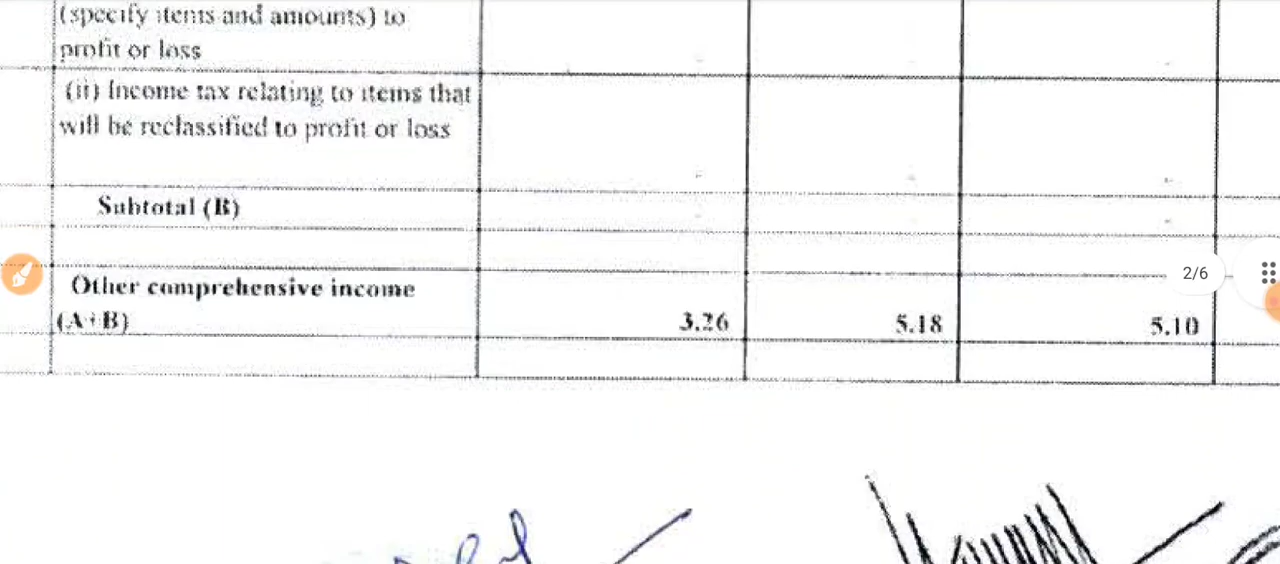 (specify items and amounts) to
profit or loss
- -
(ii) Income tax relating to items that
will be reclassified to profit or loss
- - -
Subtotal (B) - -
2/6
Other comprehensive income
(A+B) 3.26 5.18 5.10